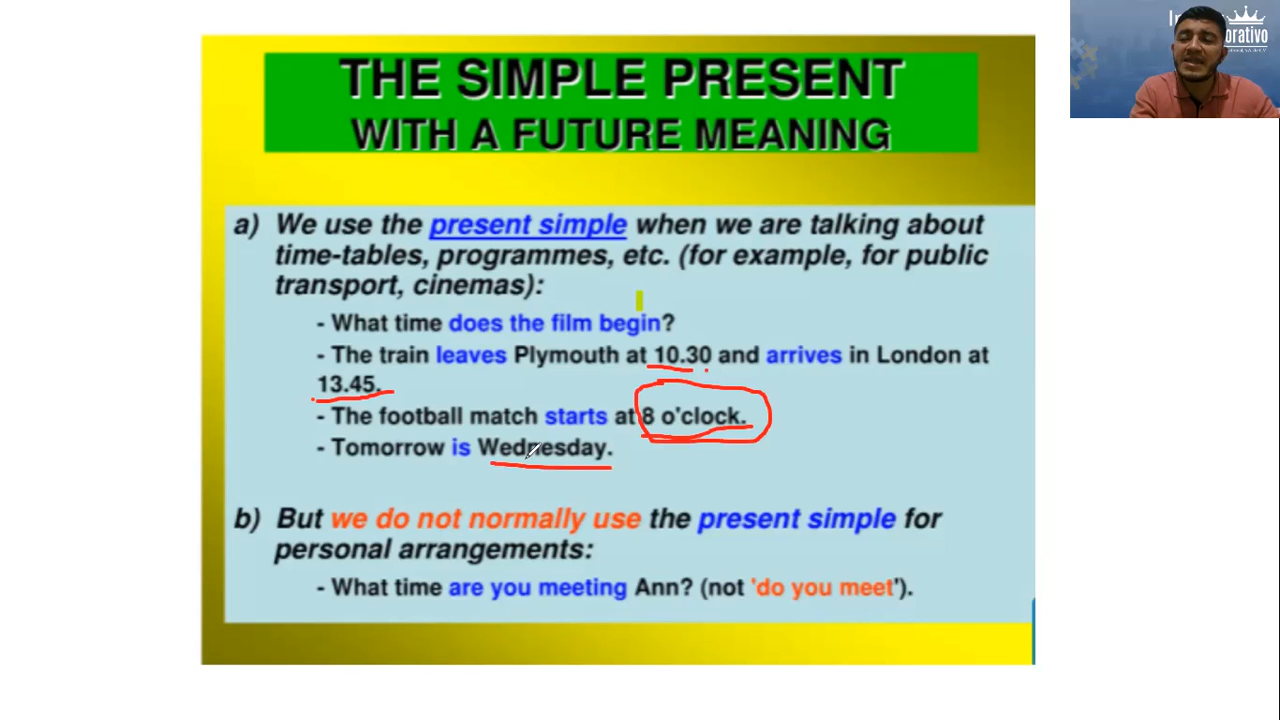 THE SIMPLE PRESENT
WITH A FUTURE MEANING
a) We use the present simple when we are talking about
time-tables, programmes, etc. (for example, for public
transport, cinemas):
- What time does the film begin?
- The train leaves Plymouth at 10.30 and arrives in London at
13.45.
- The football match starts at 8 o'clock.
- Tomorrow is Wednesday.
b) But we do not normally use the present simple for
personal arrangements:
- What time are you meeting Ann? (not 'do you meet').